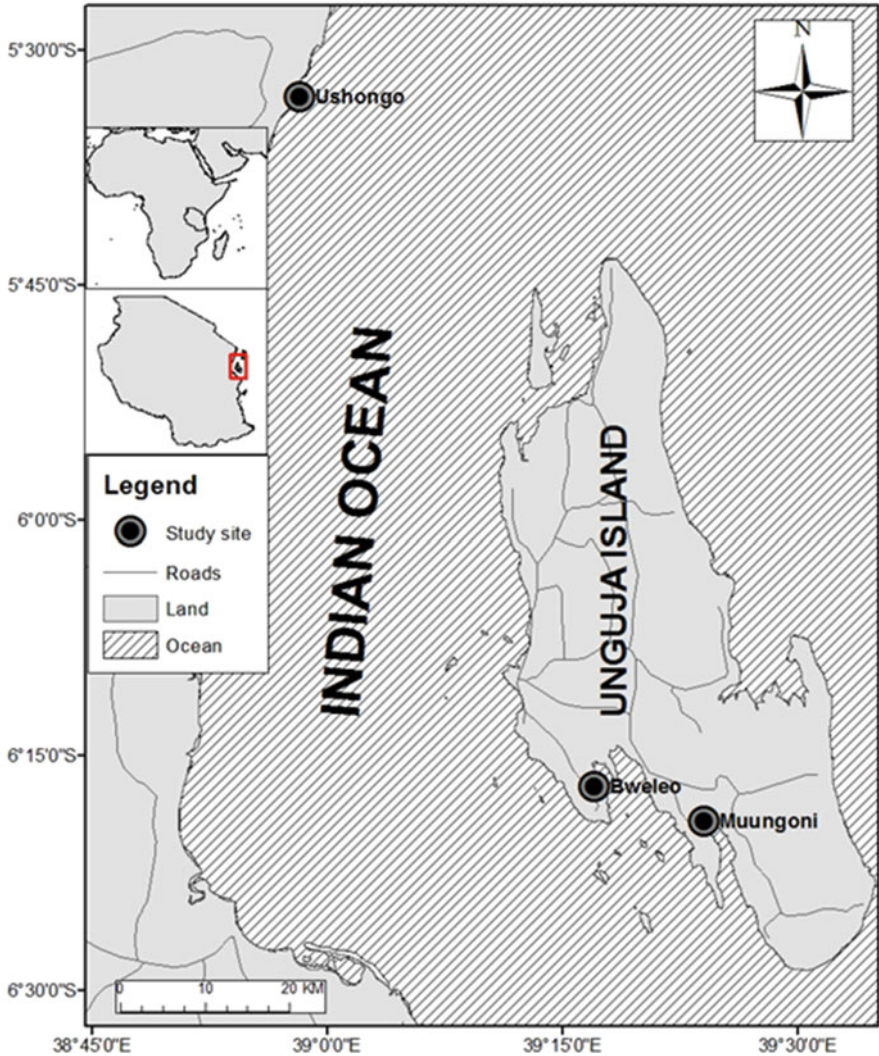 N
5°30'0"S
Ushongo
5°45'0"S
INDIAN OCEAN
UNGUJA ISLAND
Legend
Study site
Roads
Land
Ocean
6°0'0"S
6°15'0"S
Bweleo
Muungoni
6°30'0"S
0 10 20 KM
38°45'0"E 39°0'0"E 39°15'0"E 39°30'0"E